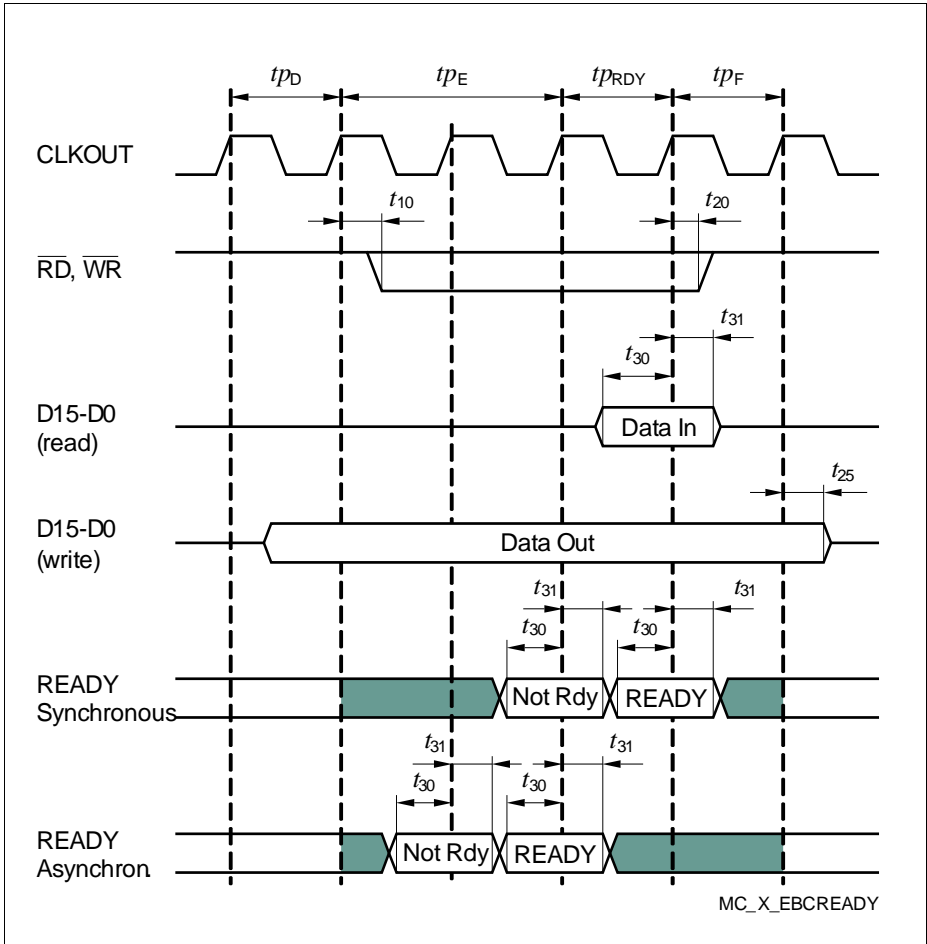 tpD tpE tpRDY tpF
CLKOUT
t10 t20
RD, WR
t31
t30
D15-D0
(read)
Data In
t25
D15-D0
(write)
Data Out
t31 t31
t30 t30
READY
Synchronous
Not Rdy READY
t31 t31
t30 t30
READY
Asynchron.
Not Rdy READY
MC_X_EBCREADY